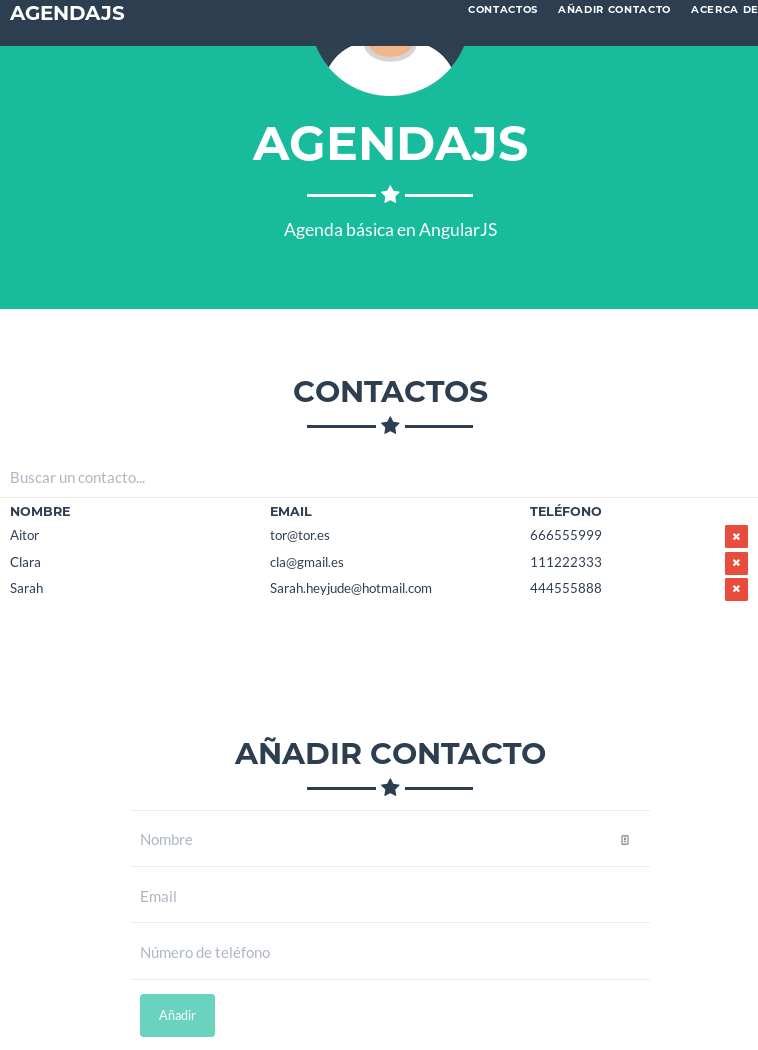 AGENDAJS CONTACTOS AÑADIR CONTACTO ACERCA DE
AGENDAJS
Agenda básica en AngularJS
CONTACTOS
Buscar un contacto...
NOMBRE EMAIL TELÉFONO
Aitor tor@tor.es 666555999
Clara cla@gmail.es 111222333
Sarah Sarah.heyjude@hotmail.com 444555888
AÑADIR CONTACTO
Nombre
Email
Número de teléfono
Añadir